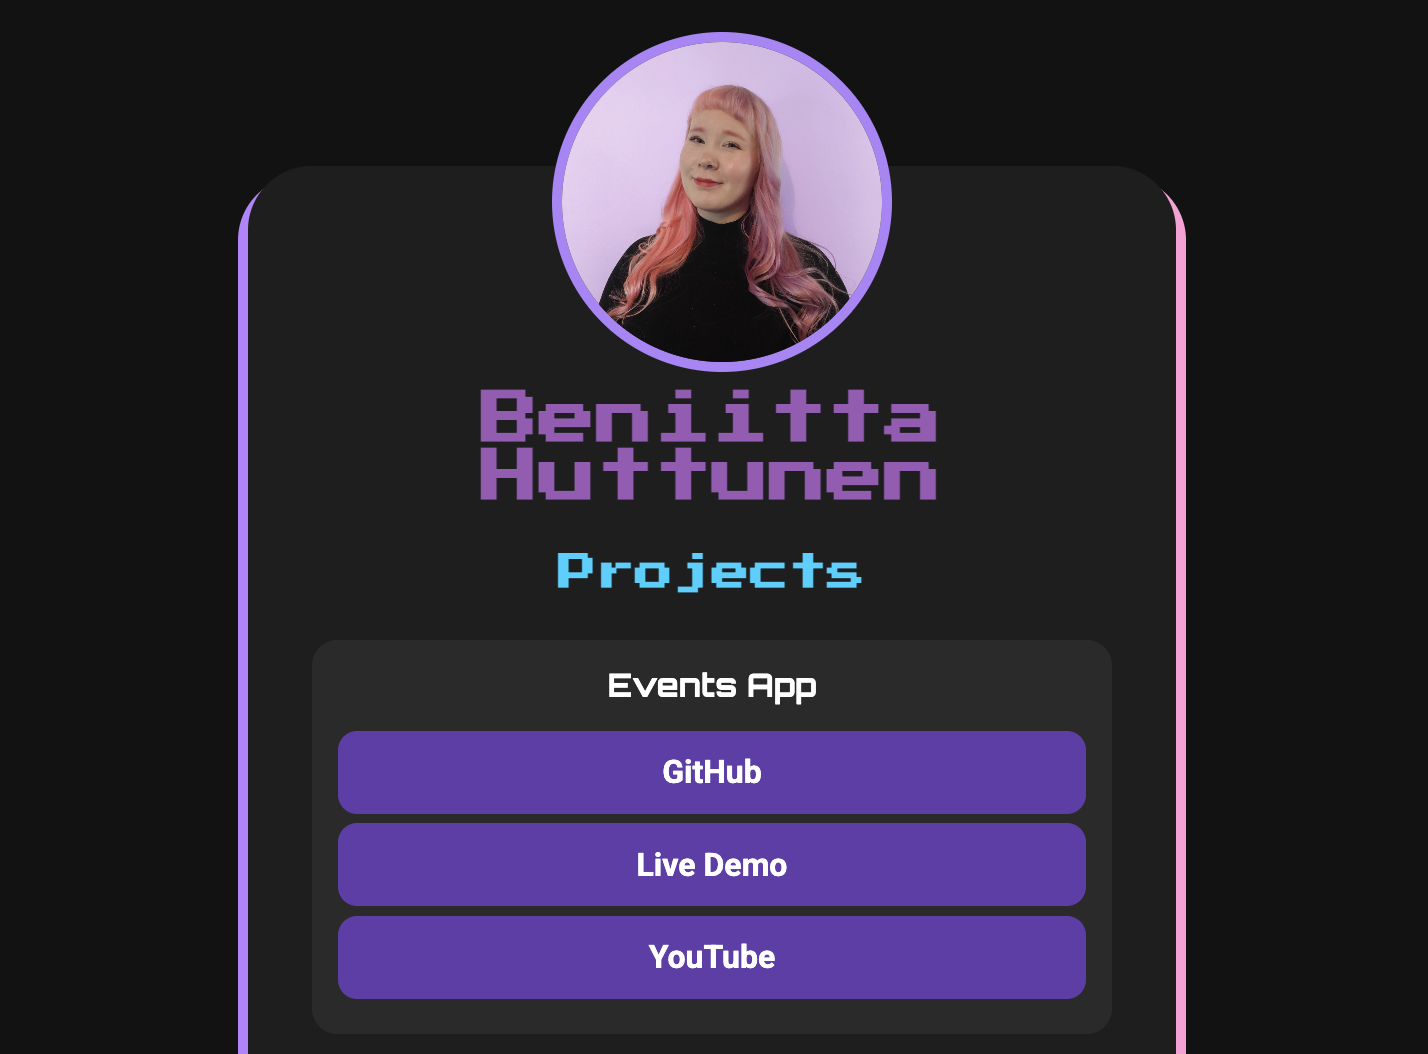 Beniitta
Huttunen
Projects
Events App
GitHub
Live Demo
YouTube